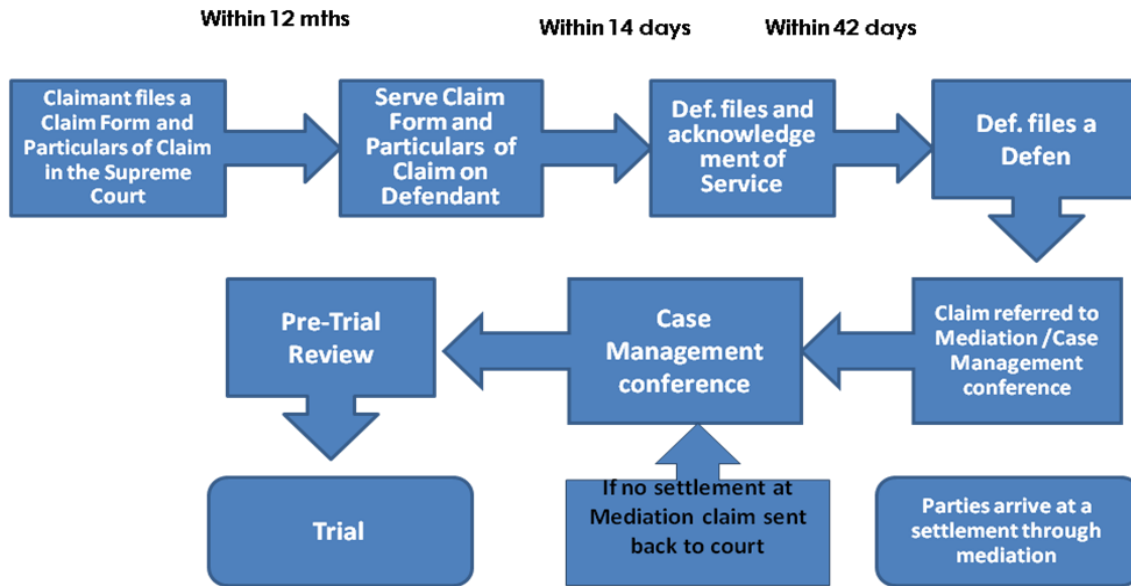 Within 12 mths
Within 14 days
Within 42 days
Claimant files a
Claim Form and
Particulars of Claim
in the Supreme
Court
Serve Claim
Form and
Particulars of
Claim on
Defendant
Def. files and
acknowledge
ment of
Service
Def. files a
Defen
Pre-Trial
Review
Case
Management
conference
Claim referred to
Mediation /Case
Management
conference
Trial
If no settlement at
Mediation claim sent
back to court
Parties arrive at a
settlement through
mediation